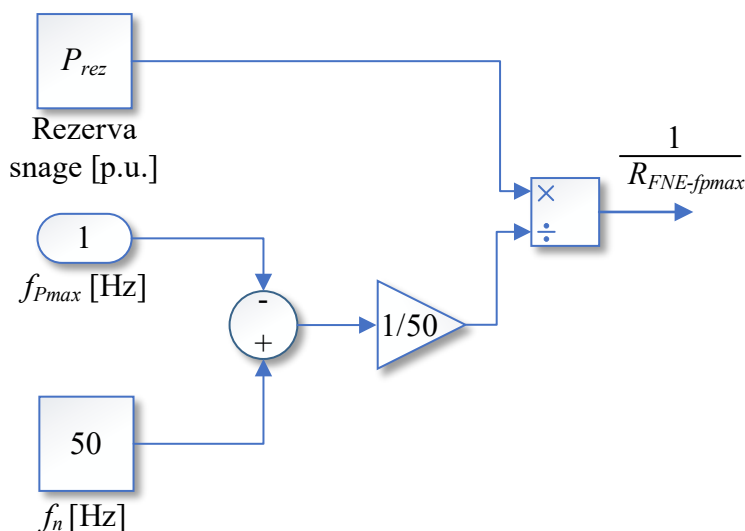 P_rez
Rezerva
snage [p.u.]
1
f_Pmax [Hz]
-
+
50
f_n [Hz]
1/50
×
÷
1
R_FNE-fpmax